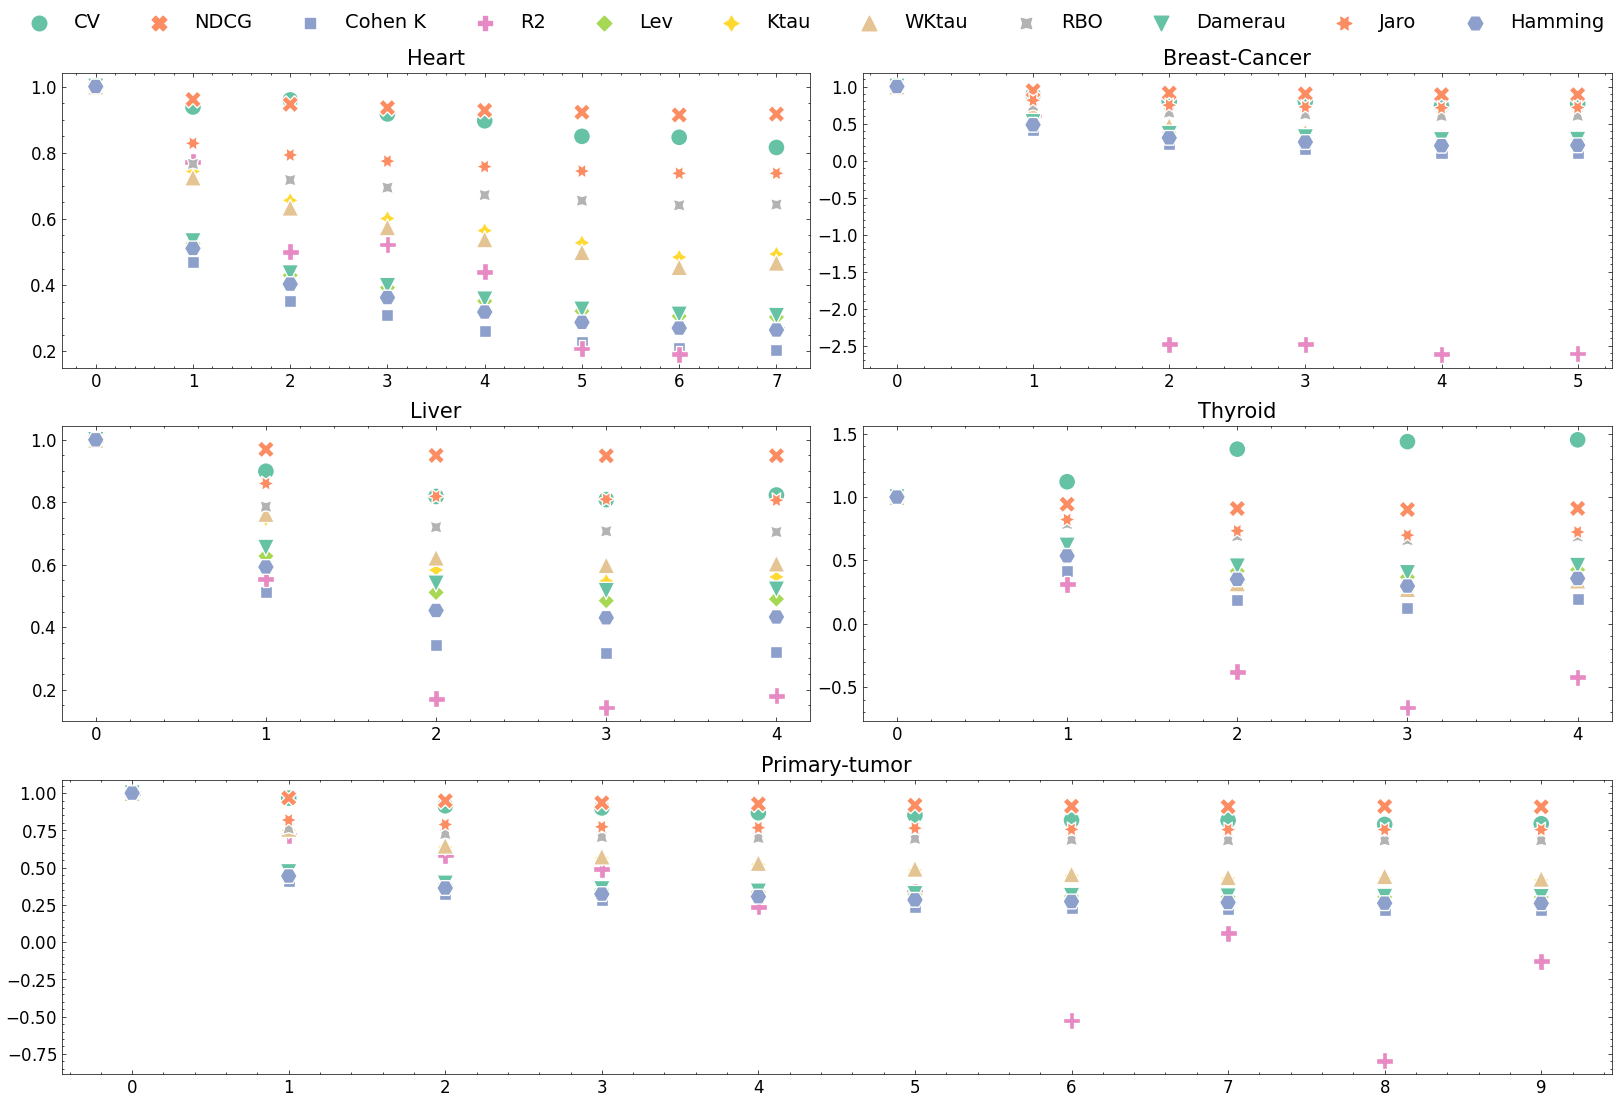 CV NDCG Cohen K R2 Lev Ktau WKtau RBO Damerau Jaro Hamming
Heart
1.0
0.8
0.6
0.4
0.2
0 1 2 3 4 5 6 7
Breast-Cancer
1.0
0.5
0.0
−0.5
−1.0
−1.5
−2.0
−2.5
0 1 2 3 4 5
Liver
1.0
0.8
0.6
0.4
0.2
0 1 2 3 4
Thyroid
1.5
1.0
0.5
0.0
−0.5
0 1 2 3 4
Primary-tumor
1.00
0.75
0.50
0.25
0.00
−0.25
−0.50
−0.75
0 1 2 3 4 5 6 7 8 9